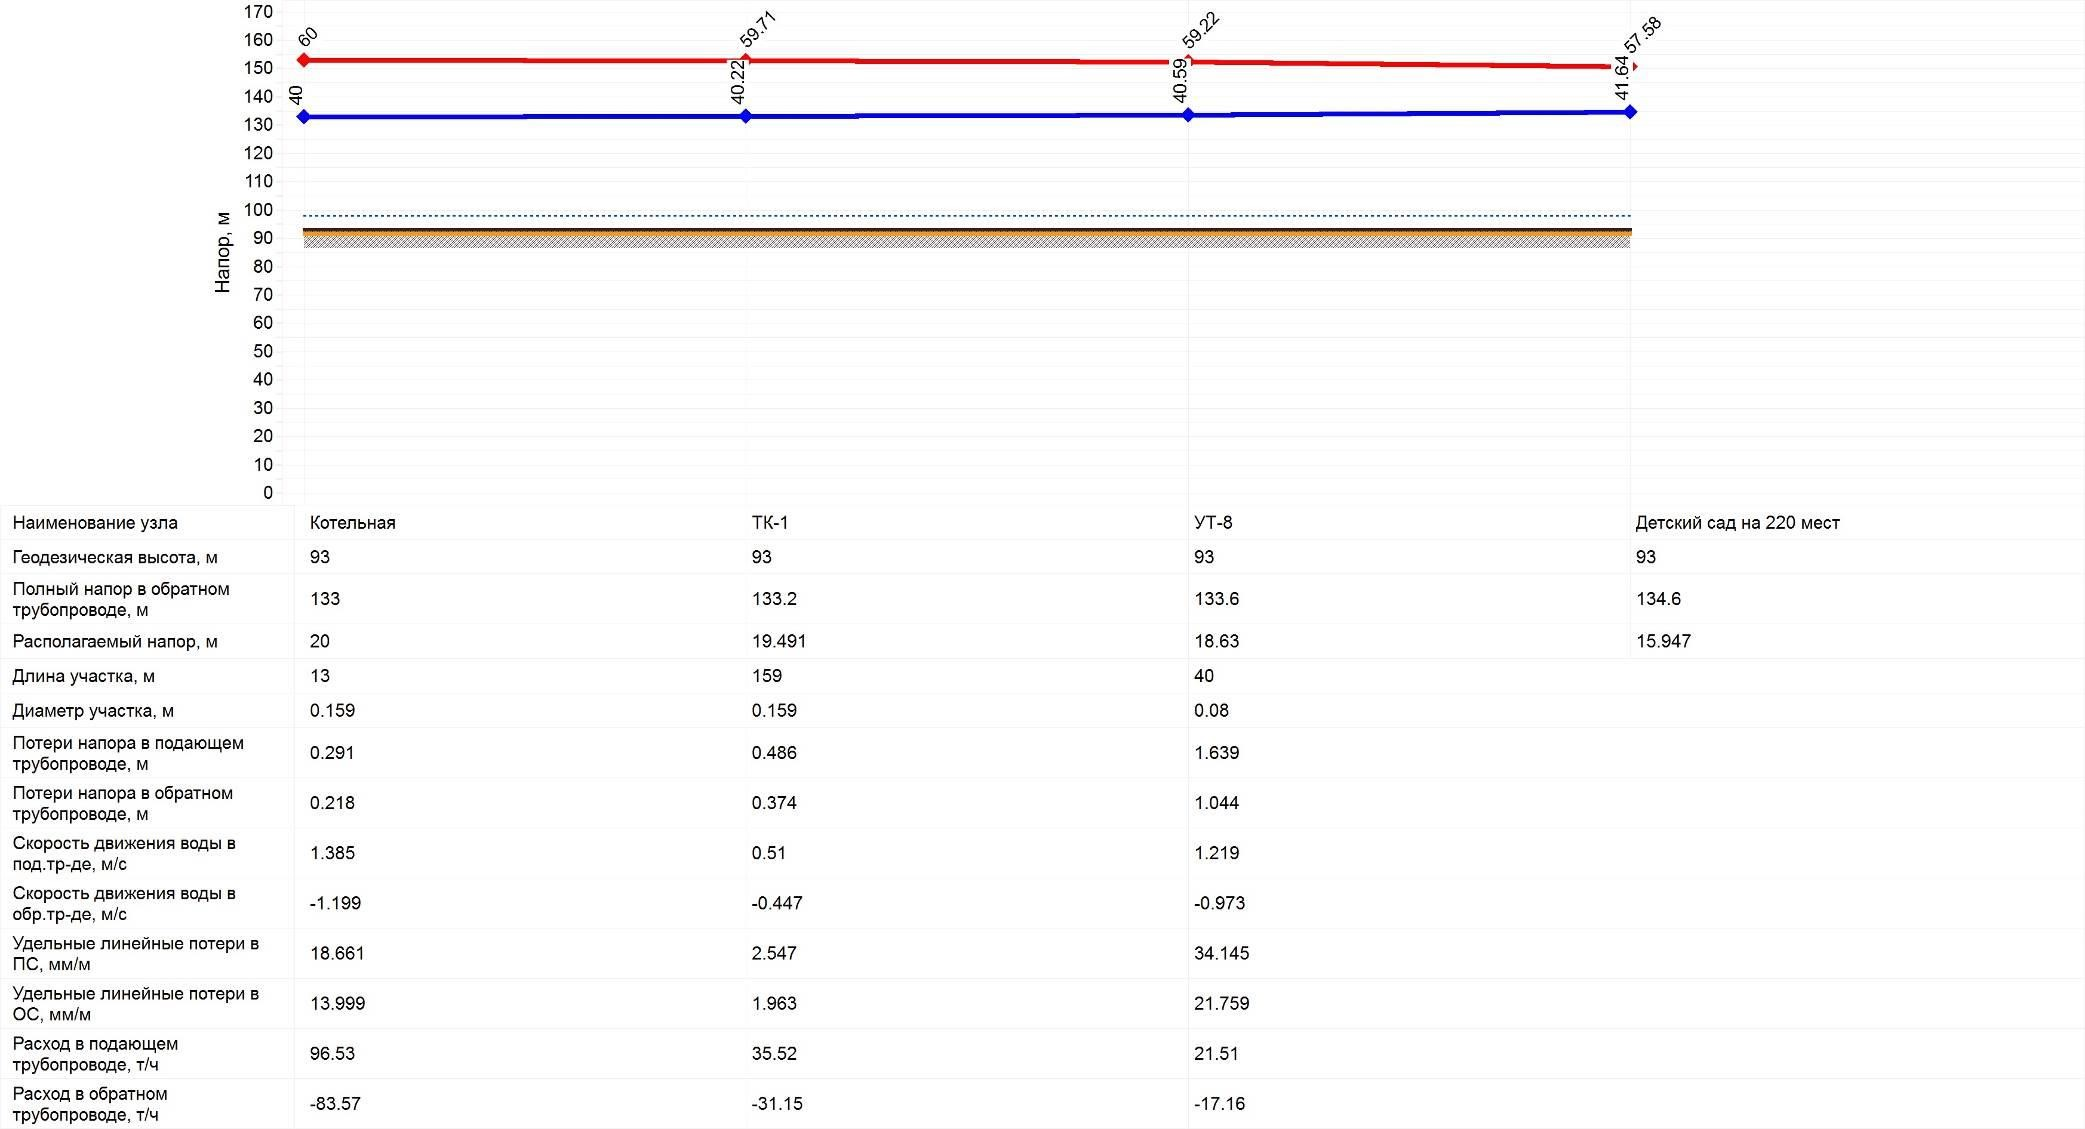 170
160
150
140
130
120
110
100
90
80
70
60
50
40
30
20
10
0
Напор, м
60
59.71
59.22
57.58
40
40.22
40.59
41.64
Наименование узла Котельная ТК-1 УТ-8 Детский сад на 220 мест
Геодезическая высота, м 93 93 93 93
Полный напор в обратном
трубопроводе, м 133 133.2 133.6 134.6
Располагаемый напор, м 20 19.491 18.63 15.947
Длина участка, м 13 159 40
Диаметр участка, м 0.159 0.159 0.08
Потери напора в подающем
трубопроводе, м 0.291 0.486 1.639
Потери напора в обратном
трубопроводе, м 0.218 0.374 1.044
Скорость движения воды в
под.тр-де, м/с 1.385 0.51 1.219
Скорость движения воды в
обр.тр-де, м/с -1.199 -0.447 -0.973
Удельные линейные потери в
ПС, мм/м 18.661 2.547 34.145
Удельные линейные потери в
ОС, мм/м 13.999 1.963 21.759
Расход в подающем
трубопроводе, т/ч 96.53 35.52 21.51
Расход в обратном
трубопроводе, т/ч -83.57 -31.15 -17.16